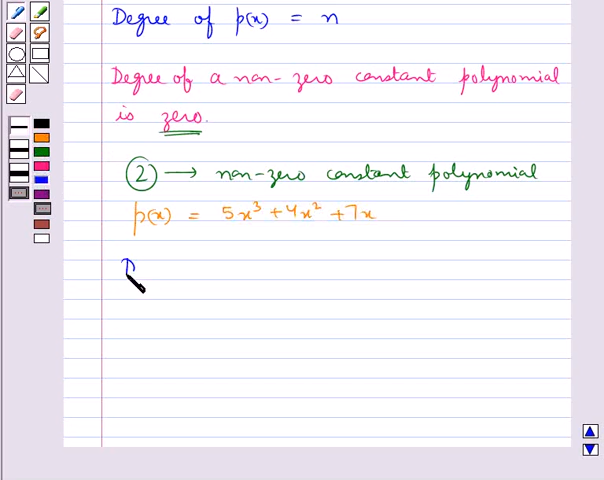 Degree of p(x) = n
Degree of a non-zero constant polynomial
is zero.
2 → non-zero constant polynomial
p(x) = 5x³ + 4x² + 7x
D